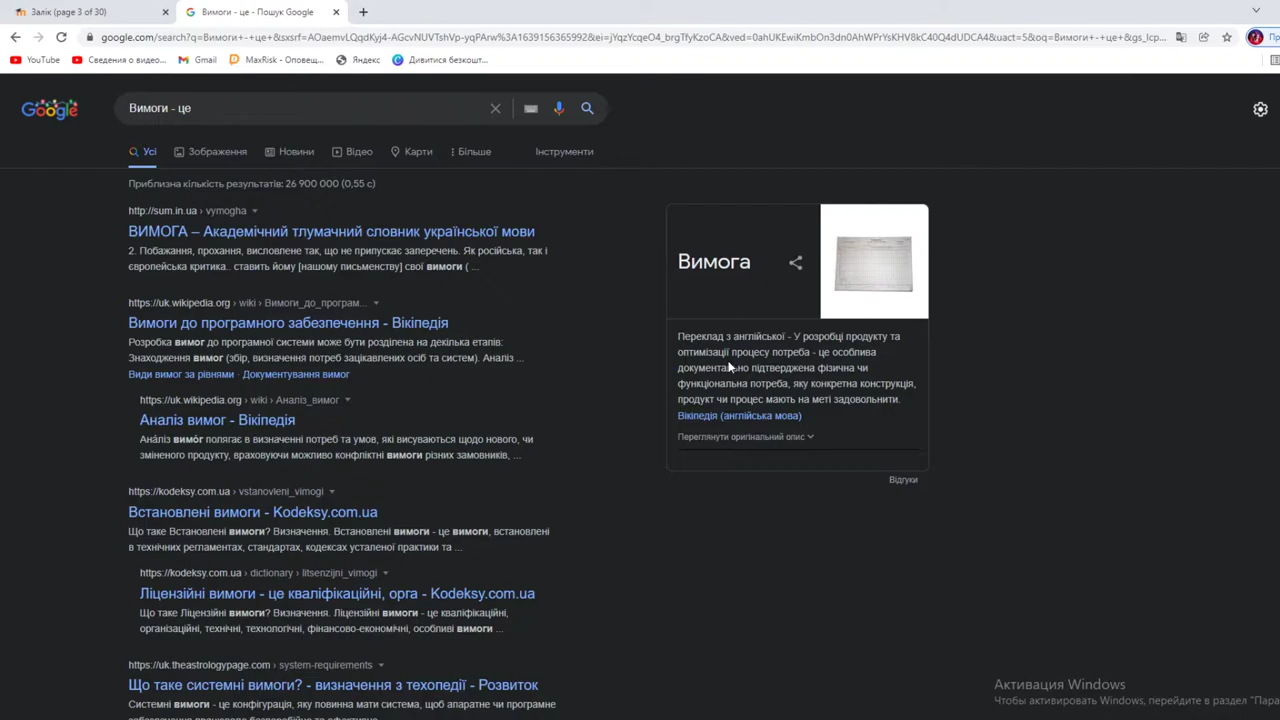 Залік (page 3 of 30)
Вимоги - це - Пошук Google
google.com/search?q=Вимоги+-+це+&sxsrf=AOaemvLQqdKyj4-AGcvNUVTshVp-yqPArw%3A1639156365992&ei=jYqzYcqeO4_brgTfyKzoCA&ved=0ahUKEwiKmbOn3dn0AhWPrYsKHV8kC40Q4dUDCA4&uact=5&oq=Вимоги+-+це+&gs_lcp...
YouTube
Сведения о видео...
Gmail
MaxRisk - Оповещ...
Яндекс
Дивитися безкошт...
Google
Вимоги - це
Усі
Зображення
Новини
Відео
Карти
Більше
Інструменти
Приблизна кількість результатів: 26 900 000 (0,55 с)
http://sum.in.ua › vymogha
ВИМОГА – Академічний тлумачний словник української мови
2. Побажання, прохання, висловлене так, що не припускає заперечень. Як російська, так і
європейська критика.. ставить йому [нашому письменству] свої вимоги ( ...
https://uk.wikipedia.org › wiki › Вимоги_до_програм...
Вимоги до програмного забезпечення - Вікіпедія
Розробка вимог до програмної системи може бути розділена на декілька етапів:
Знаходження вимог (збір, визначення потреб зацікавлених осіб та систем). Аналіз ...
Види вимог за рівнями · Документування вимог
https://uk.wikipedia.org › wiki › Аналіз_вимог
Аналіз вимог - Вікіпедія
Ана́ліз вимо́г полягає в визначенні потреб та умов, які висуваються щодо нового, чи
зміненого продукту, враховуючи можливо конфліктні вимоги різних замовників, ...
https://kodeksy.com.ua › vstanovleni_vimogi
Встановлені вимоги - Kodeksy.com.ua
Що таке Встановлені вимоги? Визначення. Встановлені вимоги - це вимоги, встановлені
в технічних регламентах, стандартах, кодексах усталеної практики та ...
https://kodeksy.com.ua › dictionary › litsenzijni_vimogi
Ліцензійні вимоги - це кваліфікаційні, орга - Kodeksy.com.ua
Що таке Ліцензійні вимоги? Визначення. Ліцензійні вимоги - це кваліфікаційні,
організаційні, технічні, технологічні, фінансово-економічні, особливі вимоги ...
https://uk.theastrologypage.com › system-requirements
Що таке системні вимоги? - визначення з техопедії - Розвиток
Системні вимоги - це конфігурація, яку повинна мати система, щоб апаратне чи програмне
Вимога
Переклад з англійської - У розробці продукту та
оптимізації процесу потреба - це особлива
документально підтверджена фізична чи
функціональна потреба, яку конкретна конструкція,
продукт чи процес мають на меті задовольнити.
Вікіпедія (англійська мова)
Переглянути оригінальний опис
Відгуки
Активация Windows
Чтобы активировать Windows, перейдите в раздел "Пара